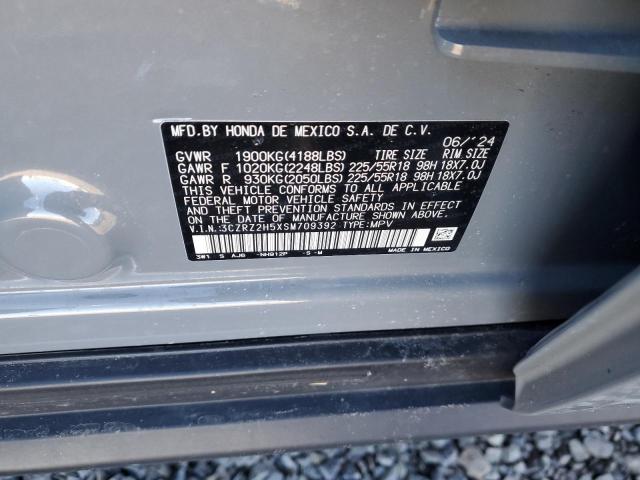 MFD.BY HONDA DE MEXICO S.A. DE C.V. 06/'24
GVWR 1900KG(4188LBS) TIRE SIZE RIM SIZE
GAWR F 1020KG(2248LBS) 225/55R18 98H 18X7.0J
GAWR R 930KG(2050LBS) 225/55R18 98H 18X7.0J
THIS VEHICLE CONFORMS TO ALL APPLICABLE
FEDERAL MOTOR VEHICLE SAFETY STANDARDS IN EFFECT
ON THE DATE OF MANUFACTURE SHOWN ABOVE.
V.I.N.:3CZRZ2H5XSM709392 TYPE:MPV
3W1 S AJG -NH912P -S -M MADE IN MEXICO